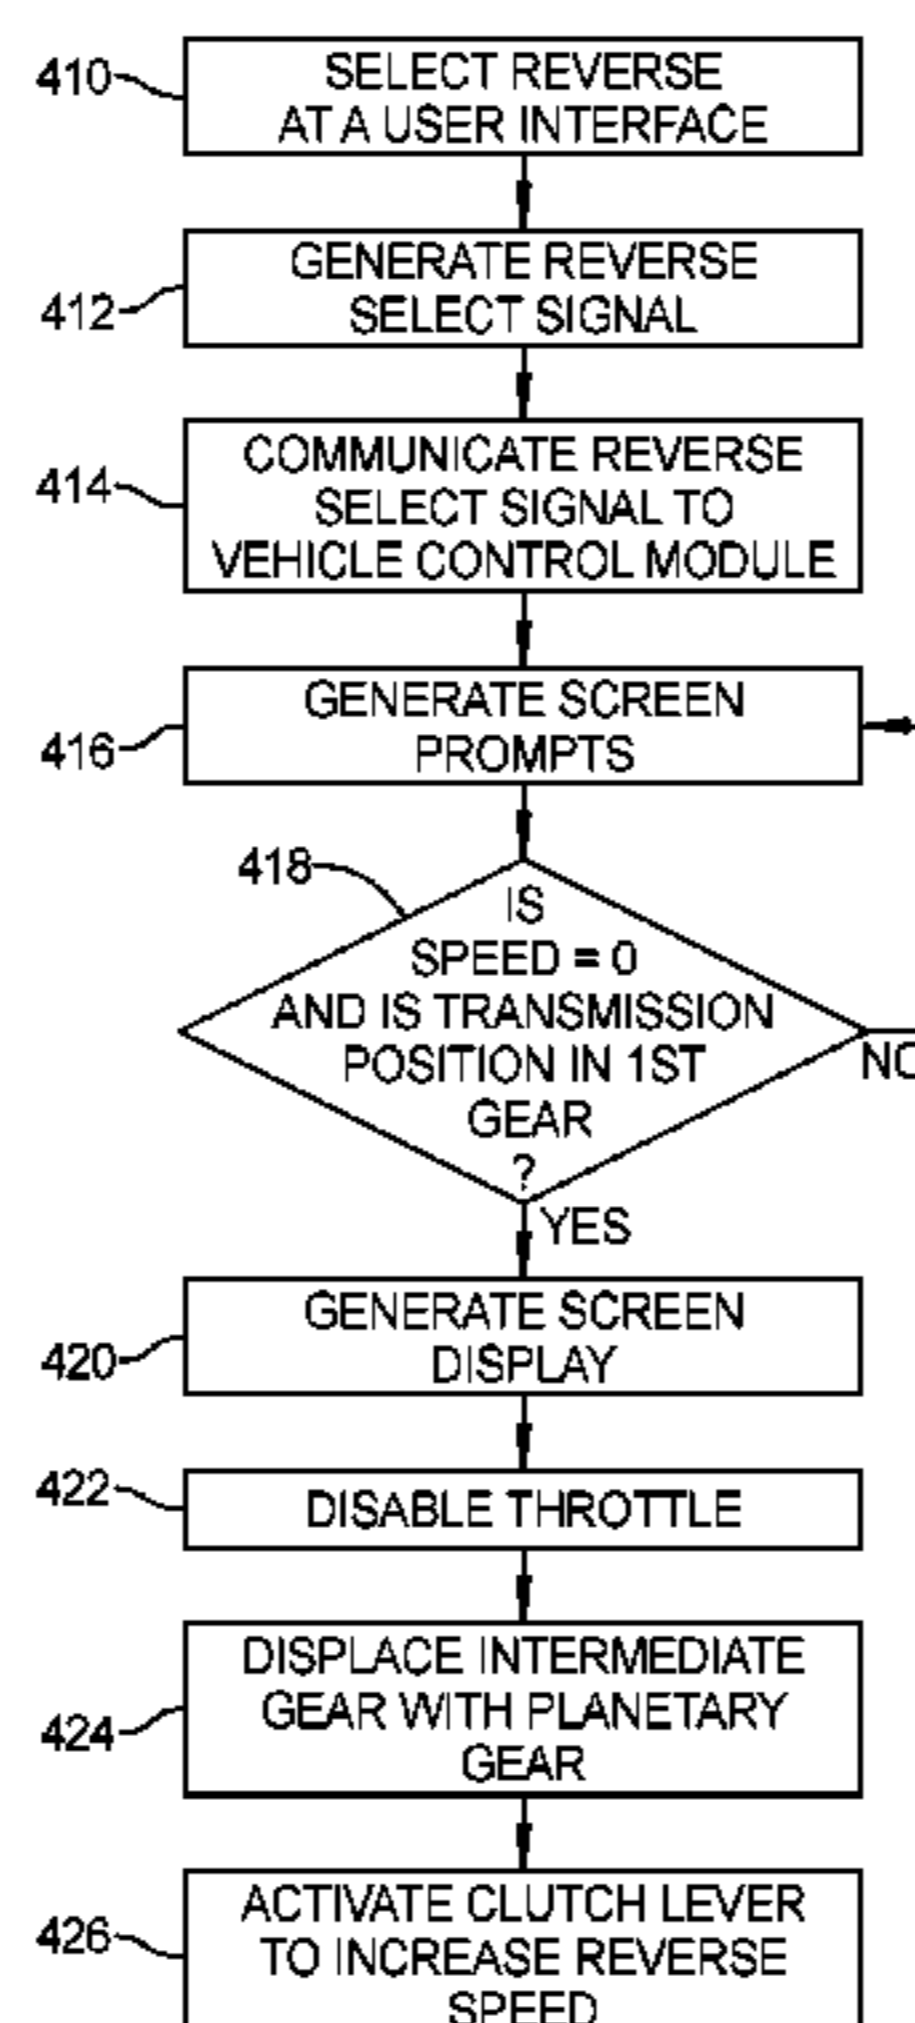 410
SELECT REVERSE
AT A USER INTERFACE
412
GENERATE REVERSE
SELECT SIGNAL
414
COMMUNICATE REVERSE
SELECT SIGNAL TO
VEHICLE CONTROL MODULE
416
GENERATE SCREEN
PROMPTS
418
IS
SPEED = 0
AND IS TRANSMISSION
POSITION IN 1ST
GEAR
?
NO
YES
420
GENERATE SCREEN
DISPLAY
422
DISABLE THROTTLE
424
DISPLACE INTERMEDIATE
GEAR WITH PLANETARY
GEAR
426
ACTIVATE CLUTCH LEVER
TO INCREASE REVERSE
SPEED